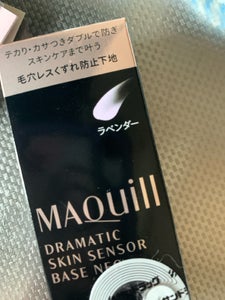 テカリ・カサつきダブルで防ぎ
スキンケアまで叶う
毛穴レスくずれ防止下地
ラベンダー
MAQuill
DRAMATIC
SKIN SENSOR
BASE NEO